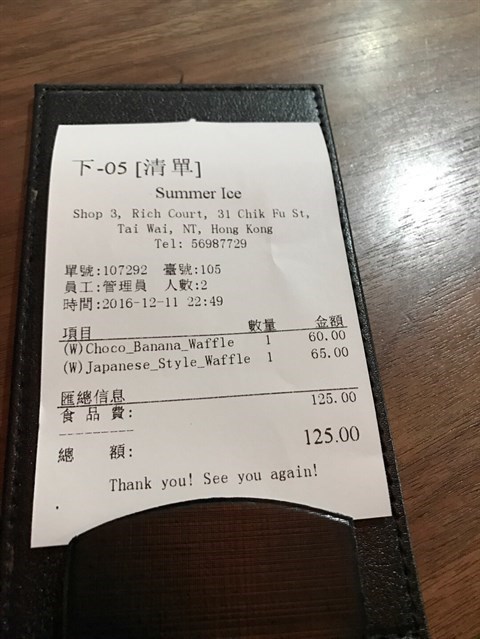 下-05 [清單]
Summer Ice
Shop 3, Rich Court, 31 Chik Fu St,
Tai Wai, NT, Hong Kong
Tel: 56987729
單號:107292 臺號:105
員工:管理員 人數:2
時間:2016-12-11 22:49
項目 數量 金額
(W)Choco_Banana_Waffle 1 60.00
(W)Japanese_Style_Waffle 1 65.00
匯總信息
食品費: 125.00
總 額: 125.00
Thank you! See you again!